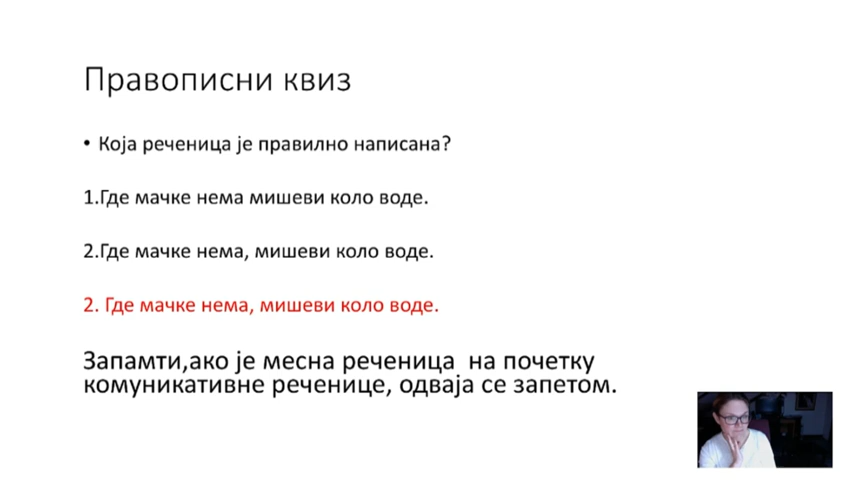 Правописни квиз
• Која реченица је правилно написана?
1.Где мачке нема мишеви коло воде.
2.Где мачке нема, мишеви коло воде.
2. Где мачке нема, мишеви коло воде.
Запамти,ако је месна реченица  на почетку
комуникативне реченице, одваја се запетом.